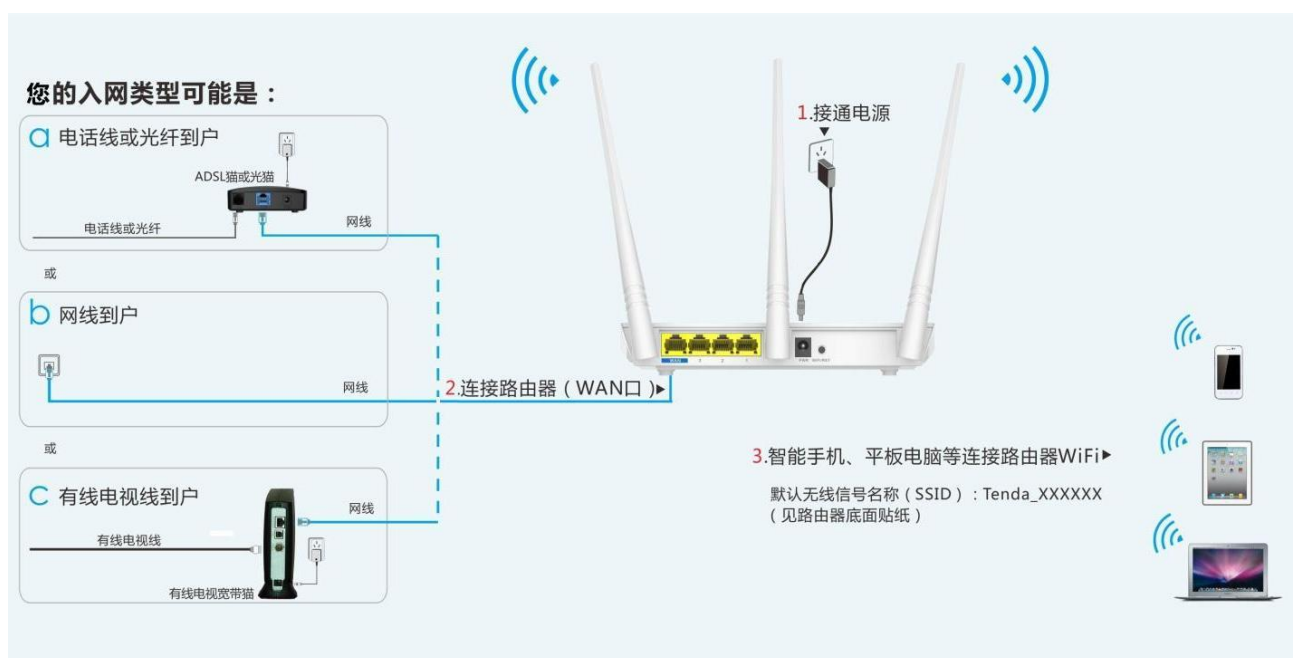 您的入网类型可能是：
a 电话线或光纤到户
ADSL猫或光猫
电话线或光纤
网线
或
b 网线到户
网线
或
c 有线电视线到户
网线
有线电视线
有线电视宽带猫
1.接通电源
WAN
3
2
1
2.连接路由器（WAN口）
3.智能手机、平板电脑等连接路由器WiFi
默认无线信号名称（SSID）：Tenda_XXXXXX
（见路由器底面贴纸）